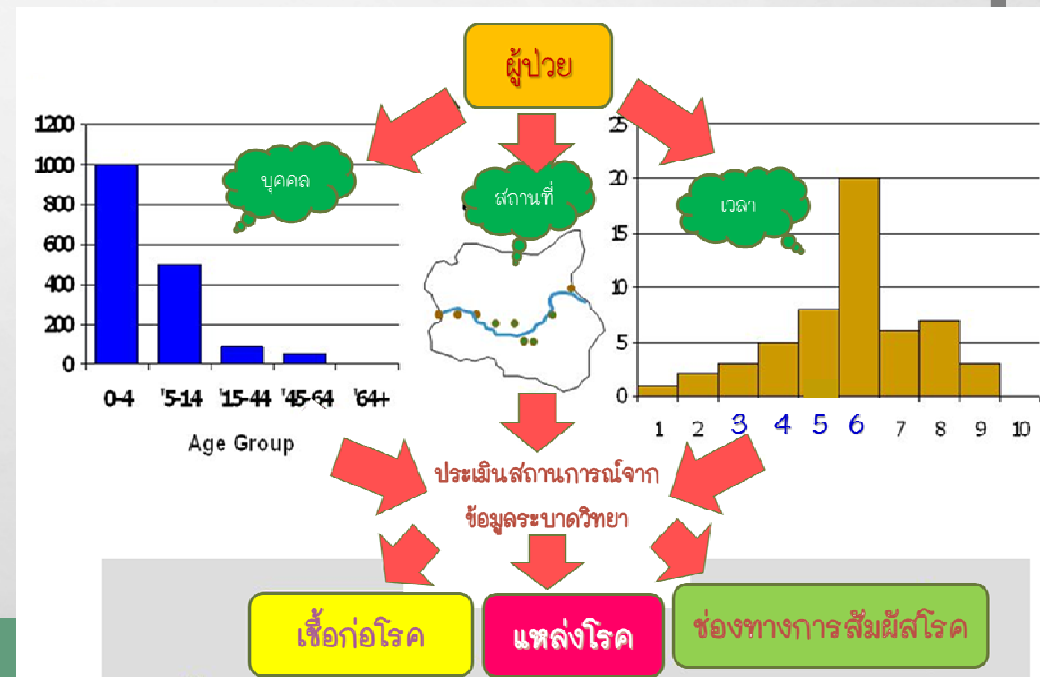 ผู้ป่วย
บุคคล
สถานที่
เวลา
1200
1000
800
600
400
200
0
0-4 '5-14 '15-44 '45-64 '64+
Age Group
25
20
15
10
5
0
1 2 3 4 5 6 7 8 9 10
ประเมินสถานการณ์จาก
ข้อมูลระบาดวิทยา
เชื้อก่อโรค
แหล่งโรค
ช่องทางการสัมผัสโรค